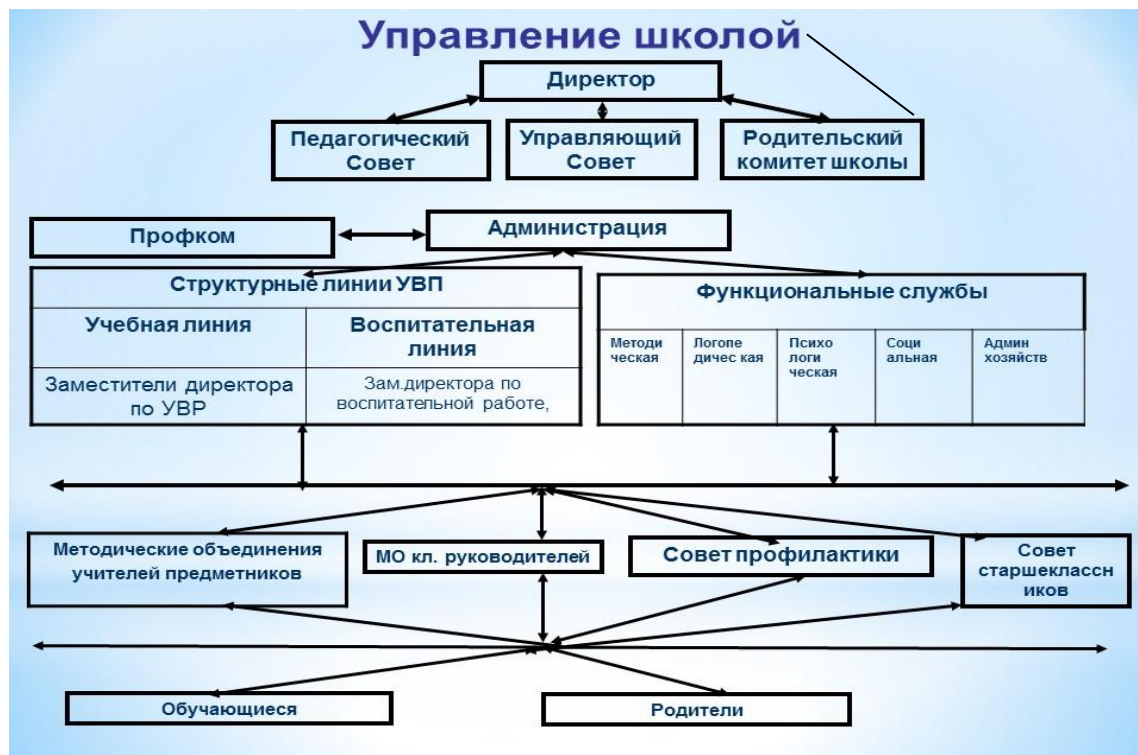 Управление школой
Директор
Педагогический
Совет
Управляющий
Совет
Родительский
комитет школы
Профком
Администрация
Структурные линии УВП
Учебная линия
Воспитательная
линия
Заместители директора
по УВР
Зам.директора по
воспитательной работе,
Функциональные службы
Методи
ческая
Логопе
дичес кая
Психо
логи
ческая
Соци
альная
Админ
хозяйств
Методические объединения
учителей предметников
МО кл. руководителей
Совет профилактики
Совет
старшеклассн
иков
Обучающиеся
Родители